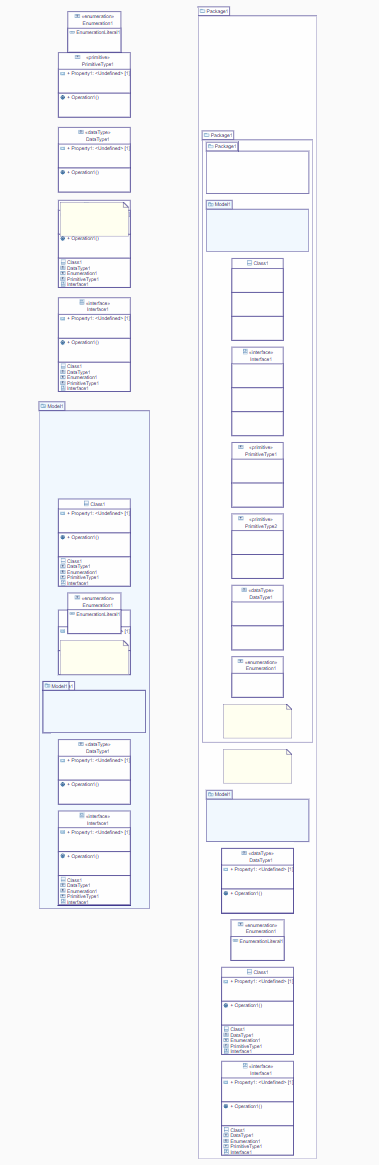 «enumeration»
Enumeration1
EnumerationLiteral1
«primitive»
PrimitiveType1
+ Property1: <Undefined> [1]
+ Operation1()
«dataType»
DataType1
+ Property1: <Undefined> [1]
+ Operation1()
+ Operation1()
Class1
DataType1
Enumeration1
PrimitiveType1
Interface1
«interface»
Interface1
+ Property1: <Undefined> [1]
+ Operation1()
Class1
DataType1
Enumeration1
PrimitiveType1
Interface1
Model1
Class1
+ Property1: <Undefined> [1]
+ Operation1()
Class1
DataType1
Enumeration1
PrimitiveType1
Interface1
«enumeration»
Enumeration1
EnumerationLiteral1
[1]
Model1
«dataType»
DataType1
+ Property1: <Undefined> [1]
+ Operation1()
«interface»
Interface1
+ Property1: <Undefined> [1]
+ Operation1()
Class1
DataType1
Enumeration1
PrimitiveType1
Interface1
Package1
Package1
Package1
Model1
Class1
«interface»
Interface1
«primitive»
PrimitiveType1
«primitive»
PrimitiveType2
«dataType»
DataType1
«enumeration»
Enumeration1
Model1
«dataType»
DataType1
+ Property1: <Undefined> [1]
+ Operation1()
«enumeration»
Enumeration1
EnumerationLiteral1
Class1
+ Property1: <Undefined> [1]
+ Operation1()
Class1
DataType1
Enumeration1
PrimitiveType1
Interface1
«interface»
Interface1
+ Property1: <Undefined> [1]
+ Operation1()
Class1
DataType1
Enumeration1
PrimitiveType1
Interface1